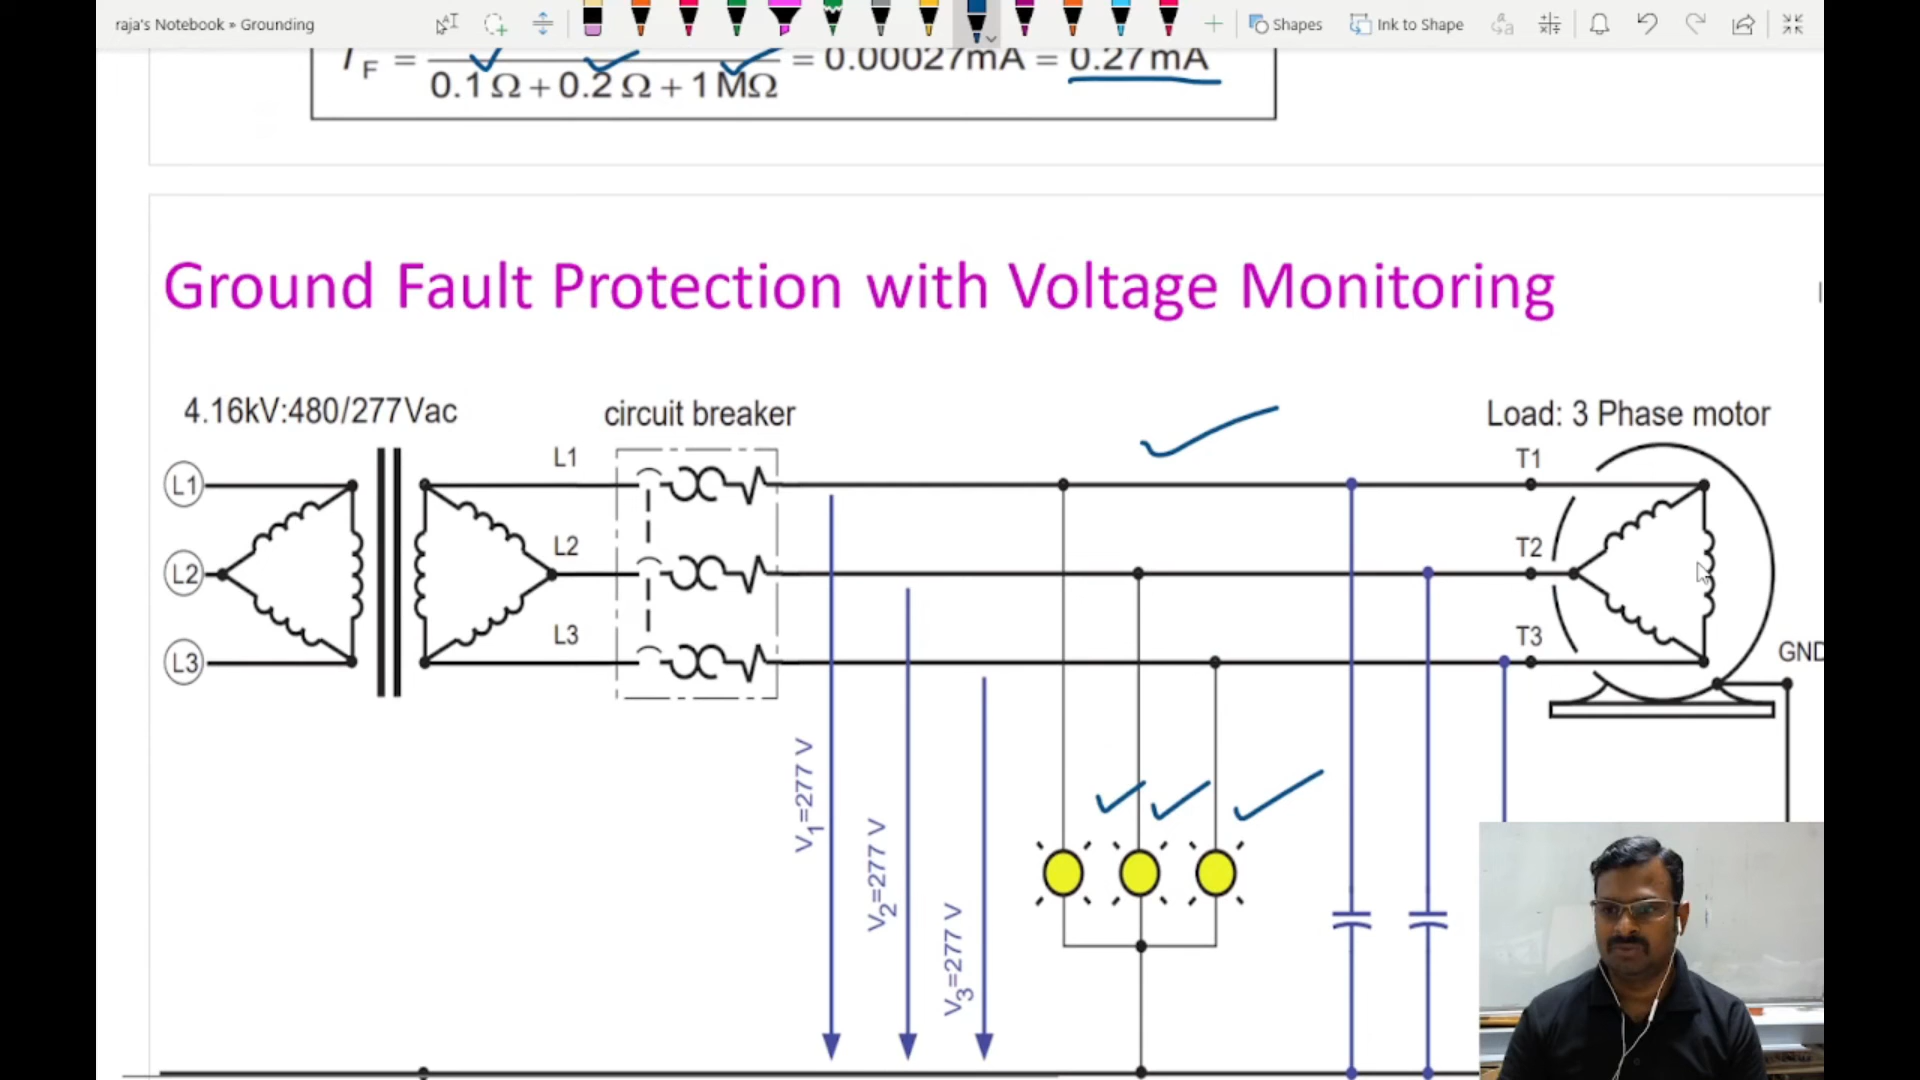 raja's Notebook » Grounding
Shapes
Ink to Shape
I F = 0.1 Ω + 0.2 Ω + 1 MΩ = 0.00027mA = 0.27mA
Ground Fault Protection with Voltage Monitoring
4.16kV:480/277Vac
circuit breaker
Load: 3 Phase motor
L1
L1
T1
L2
L2
T2
L3
L3
T3
GND
V1=277 V
V2=277 V
V3=277 V